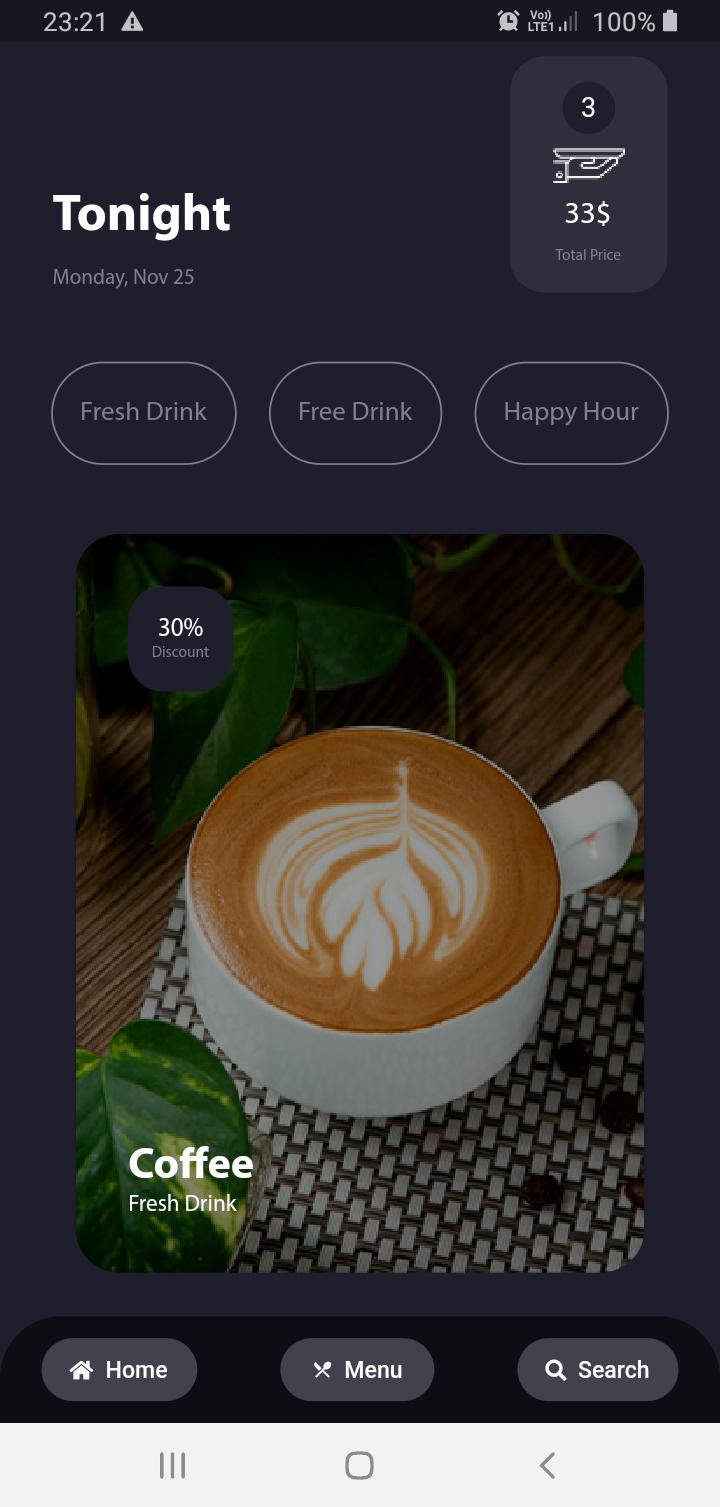 23:21
Vo)) LTE1 100%
3
33$
Total Price
Tonight
Monday, Nov 25
Fresh Drink
Free Drink
Happy Hour
30%
Discount
Coffee
Fresh Drink
Home
Menu
Search